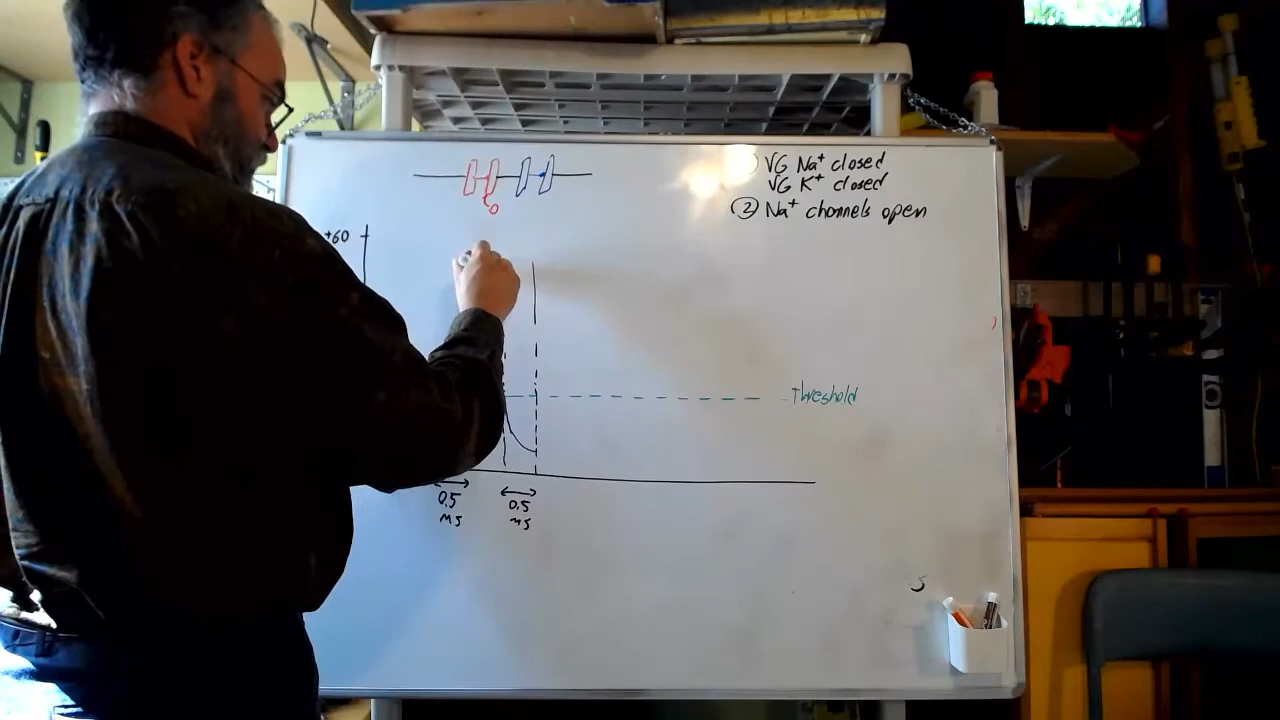 VG Na⁺ closed
VG K⁺ closed
② Na⁺ channels open
+60
Threshold
0.5
ms
0.5
ms